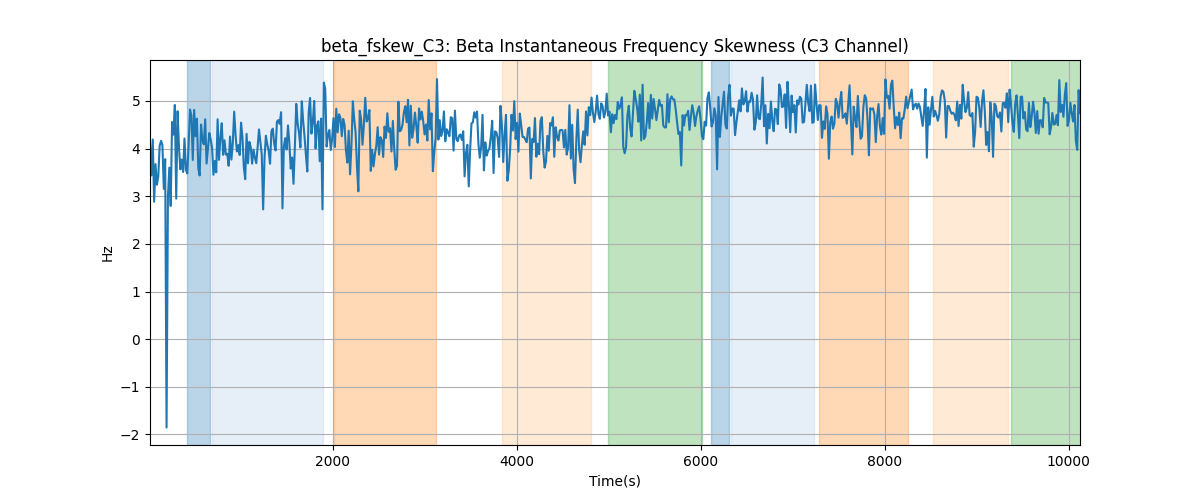 beta_fskew_C3: Beta Instantaneous Frequency Skewness (C3 Channel)
Hz
5
4
3
2
1
0
−1
−2
2000 4000 6000 8000 10000
Time(s)